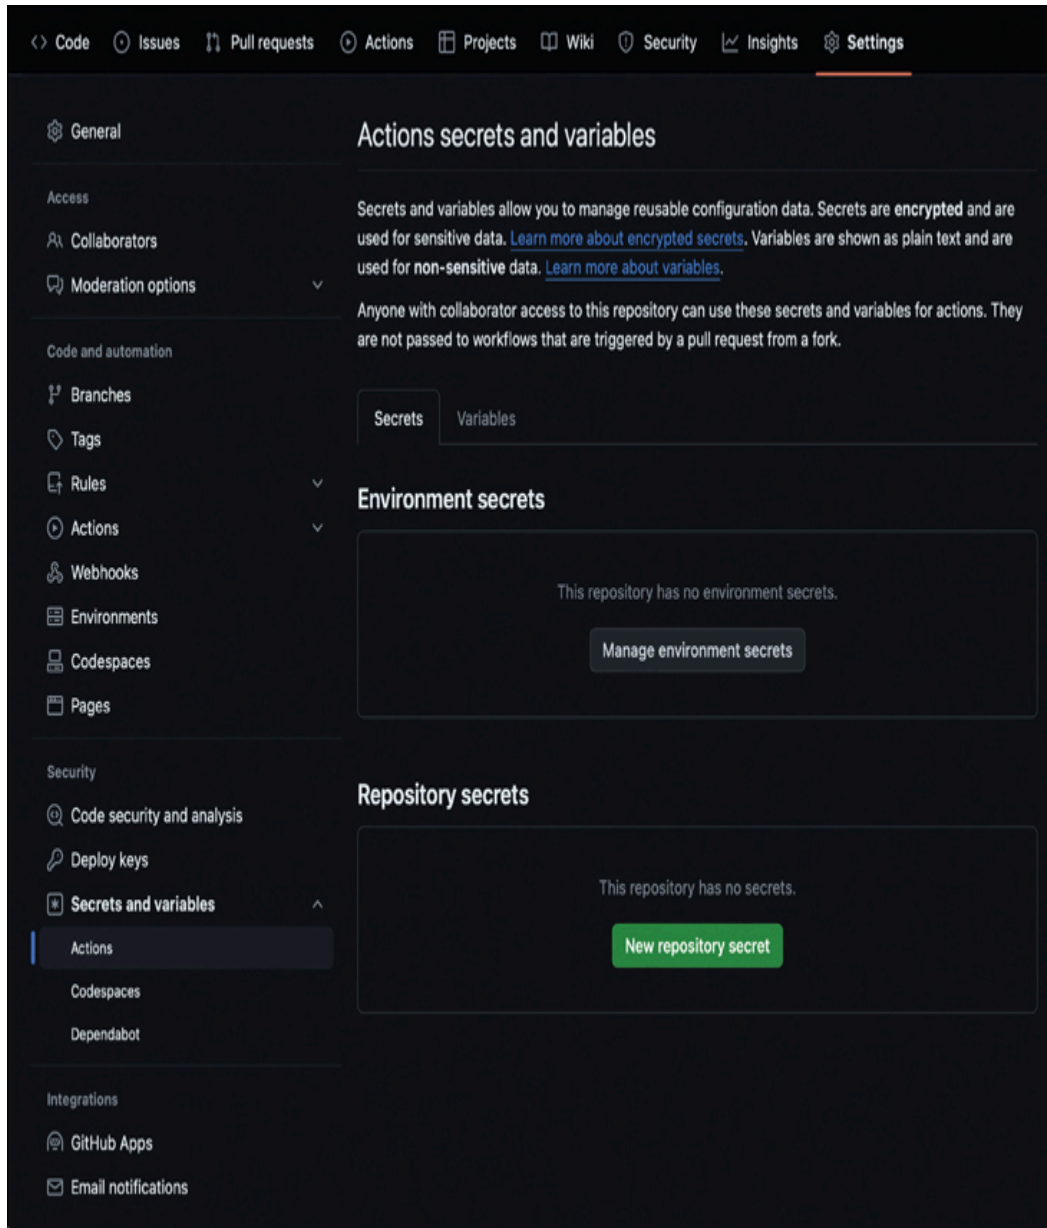 Code Issues Pull requests Actions Projects Wiki Security Insights Settings
General
Access
Collaborators
Moderation options
Code and automation
Branches
Tags
Rules
Actions
Webhooks
Environments
Codespaces
Pages
Security
Code security and analysis
Deploy keys
Secrets and variables
Actions
Codespaces
Dependabot
Integrations
GitHub Apps
Email notifications
Actions secrets and variables
Secrets and variables allow you to manage reusable configuration data. Secrets are encrypted and are
used for sensitive data. Learn more about encrypted secrets. Variables are shown as plain text and are
used for non-sensitive data. Learn more about variables.
Anyone with collaborator access to this repository can use these secrets and variables for actions. They
are not passed to workflows that are triggered by a pull request from a fork.
Secrets Variables
Environment secrets
This repository has no environment secrets.
Manage environment secrets
Repository secrets
This repository has no secrets.
New repository secret